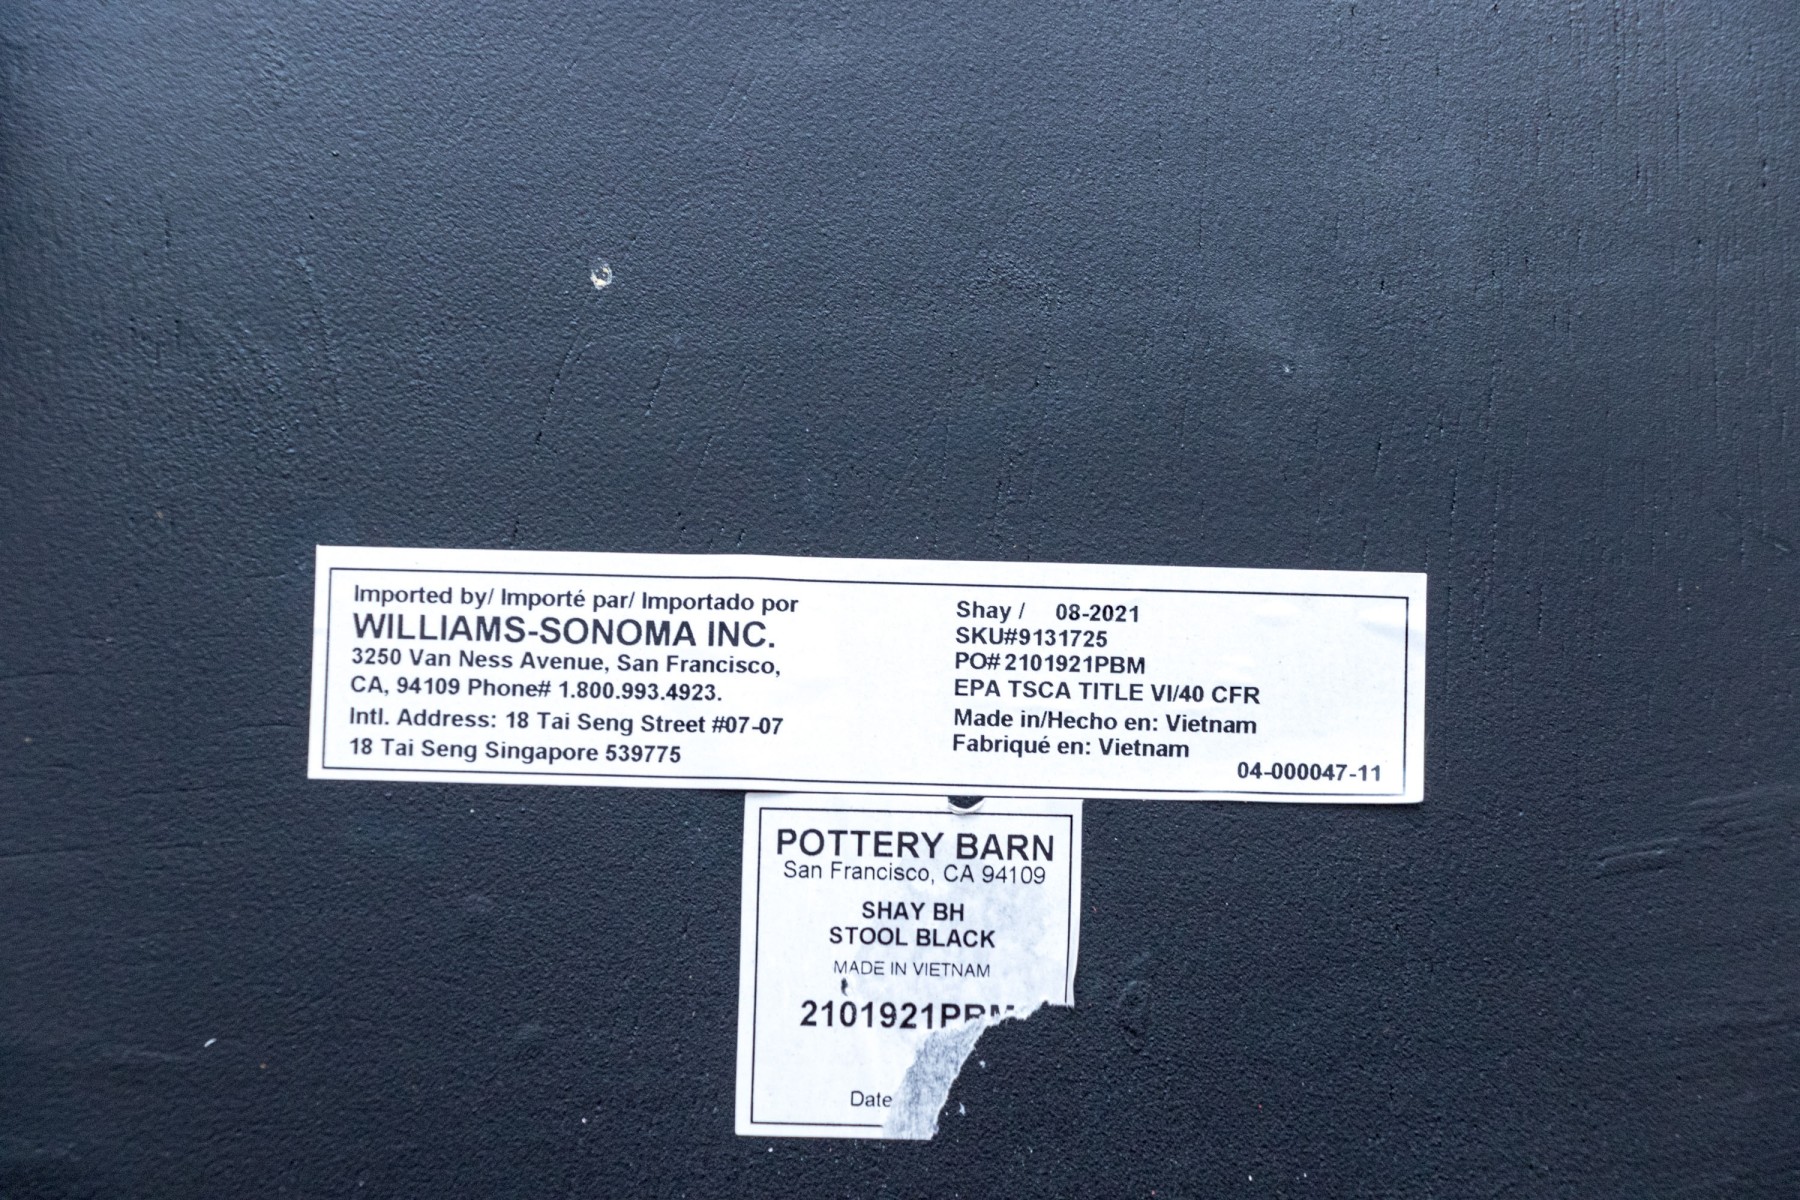 Imported by/ Importé par/ Importado por
WILLIAMS-SONOMA INC.
3250 Van Ness Avenue, San Francisco,
CA, 94109 Phone# 1.800.993.4923.
Intl. Address: 18 Tai Seng Street #07-07
18 Tai Seng Singapore 539775
Shay / 08-2021
SKU#9131725
PO# 2101921PBM
EPA TSCA TITLE VI/40 CFR
Made in/Hecho en: Vietnam
Fabriqué en: Vietnam
04-000047-11
POTTERY BARN
San Francisco, CA 94109
SHAY BH
STOOL BLACK
MADE IN VIETNAM
2101921PBM
Date